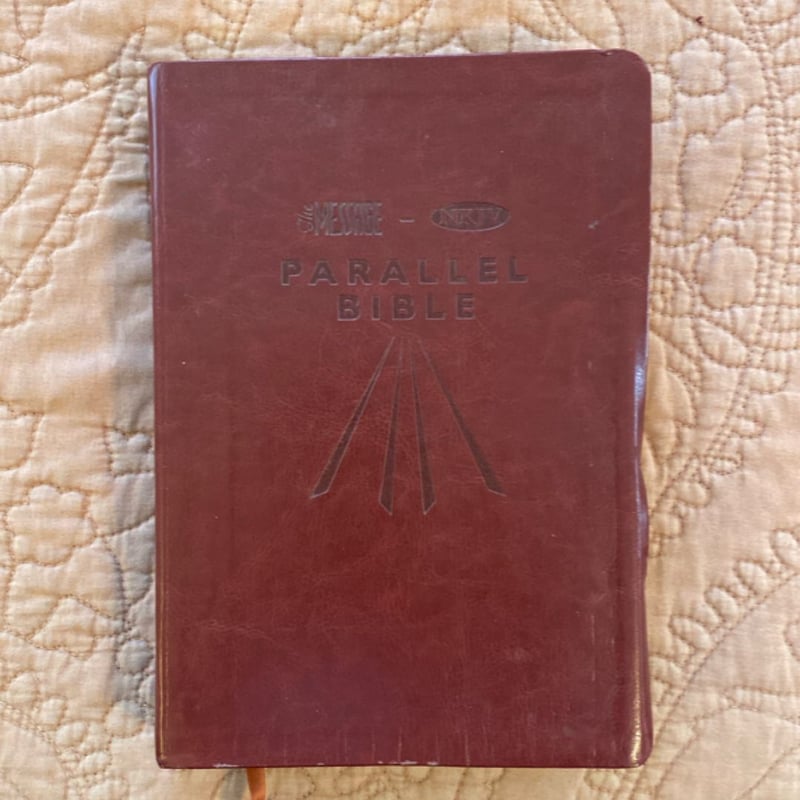 The MESSAGE – NKJV
PARALLEL
BIBLE